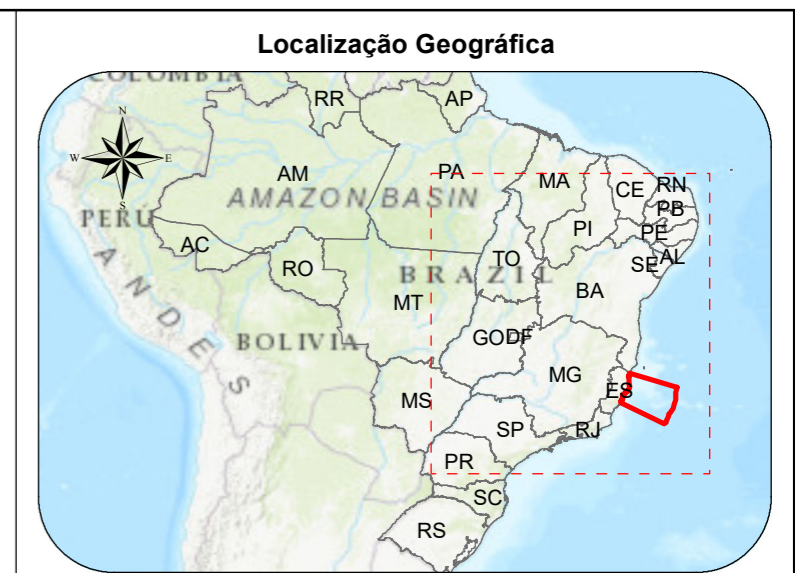 Localização Geográfica
COLOMBIA
RR
AP
N
W
E
S
AM
PA
MA
CE
RN
PB
AMAZON BASIN
PERU
PI
PE
AC
RO
TO
SE
AL
BRAZIL
BA
MT
ANDES
BOLIVIA
GO
DF
MG
ES
MS
SP
RJ
PR
SC
RS